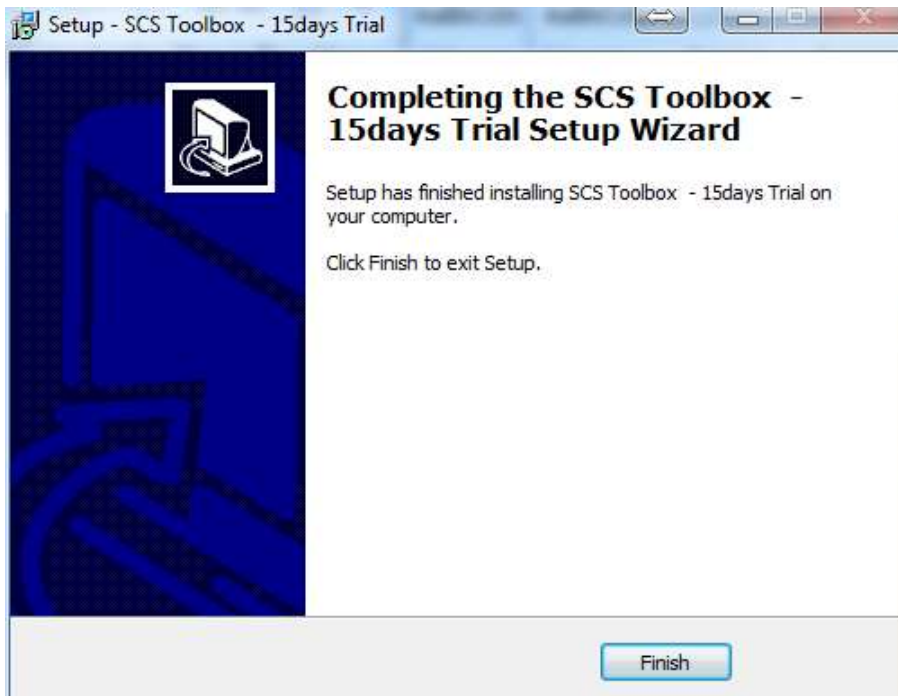 Setup - SCS Toolbox  - 15days Trial
Completing the SCS Toolbox  -
15days Trial Setup Wizard
Setup has finished installing SCS Toolbox  - 15days Trial on
your computer.
Click Finish to exit Setup.
Finish